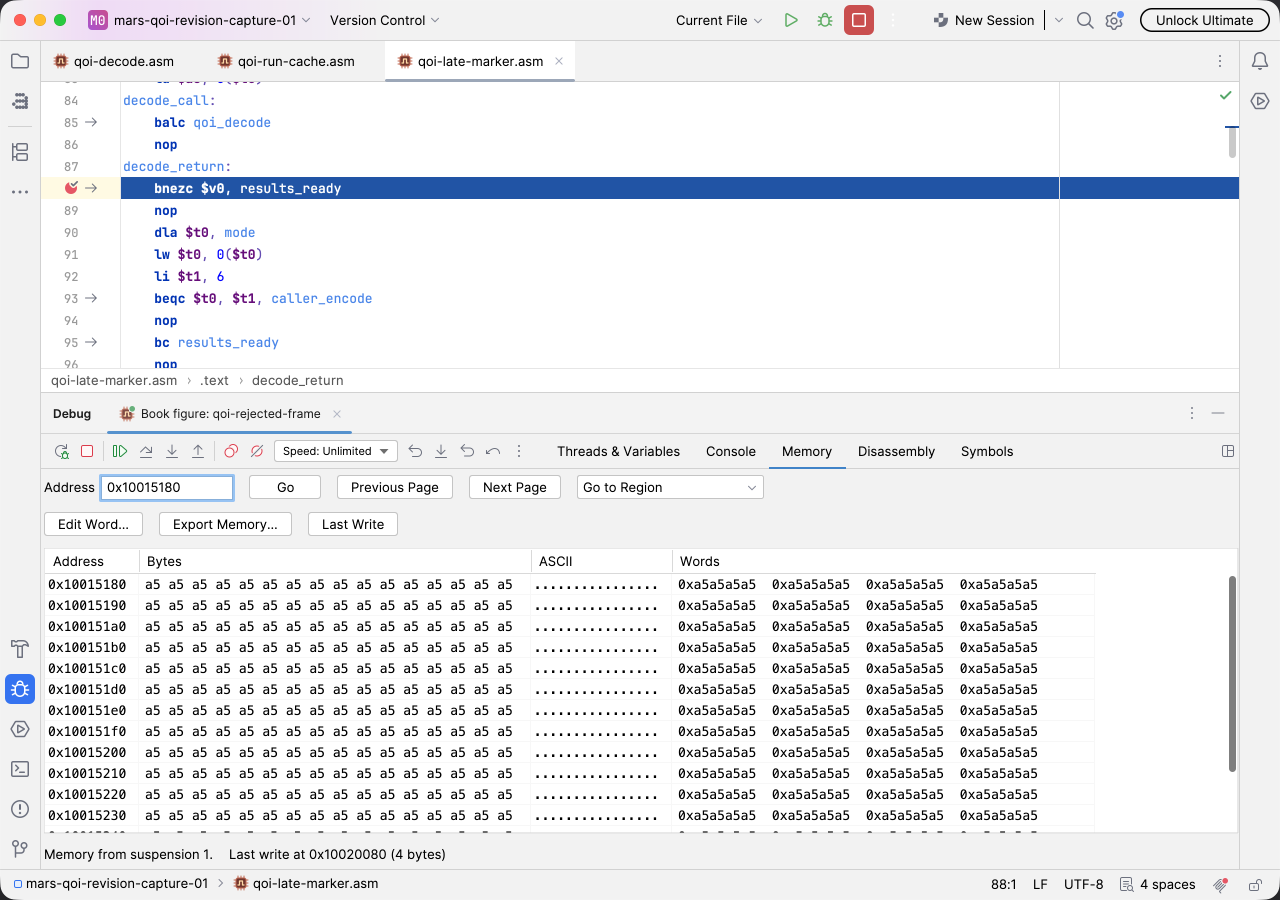 M0 mars-qoi-revision-capture-01 Version Control Current File New Session Unlock Ultimate
qoi-decode.asm qoi-run-cache.asm qoi-late-marker.asm
84 decode_call:
85 balc qoi_decode
86 nop
87 decode_return:
bnezc $v0, results_ready
89 nop
90 dla $t0, mode
91 lw $t0, 0($t0)
92 li $t1, 6
93 beqc $t0, $t1, caller_encode
94 nop
95 bc results_ready
96 nop
qoi-late-marker.asm › .text › decode_return
Debug Book figure: qoi-rejected-frame
Speed: Unlimited Threads & Variables Console Memory Disassembly Symbols
Address 0x10015180 Go Previous Page Next Page Go to Region
Edit Word... Export Memory... Last Write
Address Bytes ASCII Words
0x10015180 a5 a5 a5 a5 a5 a5 a5 a5 a5 a5 a5 a5 a5 a5 a5 a5 ................ 0xa5a5a5a5 0xa5a5a5a5 0xa5a5a5a5 0xa5a5a5a5
0x10015190 a5 a5 a5 a5 a5 a5 a5 a5 a5 a5 a5 a5 a5 a5 a5 a5 ................ 0xa5a5a5a5 0xa5a5a5a5 0xa5a5a5a5 0xa5a5a5a5
0x100151a0 a5 a5 a5 a5 a5 a5 a5 a5 a5 a5 a5 a5 a5 a5 a5 a5 ................ 0xa5a5a5a5 0xa5a5a5a5 0xa5a5a5a5 0xa5a5a5a5
0x100151b0 a5 a5 a5 a5 a5 a5 a5 a5 a5 a5 a5 a5 a5 a5 a5 a5 ................ 0xa5a5a5a5 0xa5a5a5a5 0xa5a5a5a5 0xa5a5a5a5
0x100151c0 a5 a5 a5 a5 a5 a5 a5 a5 a5 a5 a5 a5 a5 a5 a5 a5 ................ 0xa5a5a5a5 0xa5a5a5a5 0xa5a5a5a5 0xa5a5a5a5
0x100151d0 a5 a5 a5 a5 a5 a5 a5 a5 a5 a5 a5 a5 a5 a5 a5 a5 ................ 0xa5a5a5a5 0xa5a5a5a5 0xa5a5a5a5 0xa5a5a5a5
0x100151e0 a5 a5 a5 a5 a5 a5 a5 a5 a5 a5 a5 a5 a5 a5 a5 a5 ................ 0xa5a5a5a5 0xa5a5a5a5 0xa5a5a5a5 0xa5a5a5a5
0x100151f0 a5 a5 a5 a5 a5 a5 a5 a5 a5 a5 a5 a5 a5 a5 a5 a5 ................ 0xa5a5a5a5 0xa5a5a5a5 0xa5a5a5a5 0xa5a5a5a5
0x10015200 a5 a5 a5 a5 a5 a5 a5 a5 a5 a5 a5 a5 a5 a5 a5 a5 ................ 0xa5a5a5a5 0xa5a5a5a5 0xa5a5a5a5 0xa5a5a5a5
0x10015210 a5 a5 a5 a5 a5 a5 a5 a5 a5 a5 a5 a5 a5 a5 a5 a5 ................ 0xa5a5a5a5 0xa5a5a5a5 0xa5a5a5a5 0xa5a5a5a5
0x10015220 a5 a5 a5 a5 a5 a5 a5 a5 a5 a5 a5 a5 a5 a5 a5 a5 ................ 0xa5a5a5a5 0xa5a5a5a5 0xa5a5a5a5 0xa5a5a5a5
0x10015230 a5 a5 a5 a5 a5 a5 a5 a5 a5 a5 a5 a5 a5 a5 a5 a5 ................ 0xa5a5a5a5 0xa5a5a5a5 0xa5a5a5a5 0xa5a5a5a5
Memory from suspension 1. Last write at 0x10020080 (4 bytes)
mars-qoi-revision-capture-01 › qoi-late-marker.asm 88:1 LF UTF-8 4 spaces